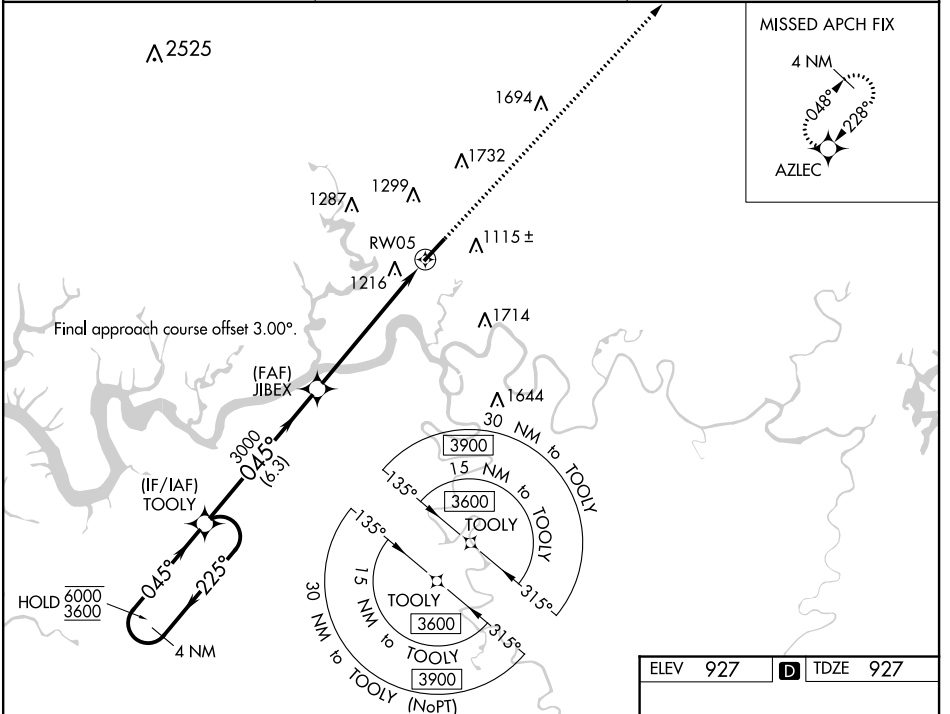 MISSED APCH FIX
4 NM
048°
228°
AZLEC
2525
1694
1732
1299
1287
RW05
1115 ±
1216
1714
Final approach course offset 3.00°.
(FAF)
JIBEX
1644
3000
045°
(6.3)
(IF/IAF)
TOOLY
045°
225°
HOLD 6000
3600
4 NM
30 NM to TOOLY
3900
15 NM to TOOLY
3600
135°
TOOLY
315°
135°
TOOLY
315°
3600
15 NM to TOOLY
3900
30 NM to TOOLY (NoPT)
ELEV 927 D TDZE 927